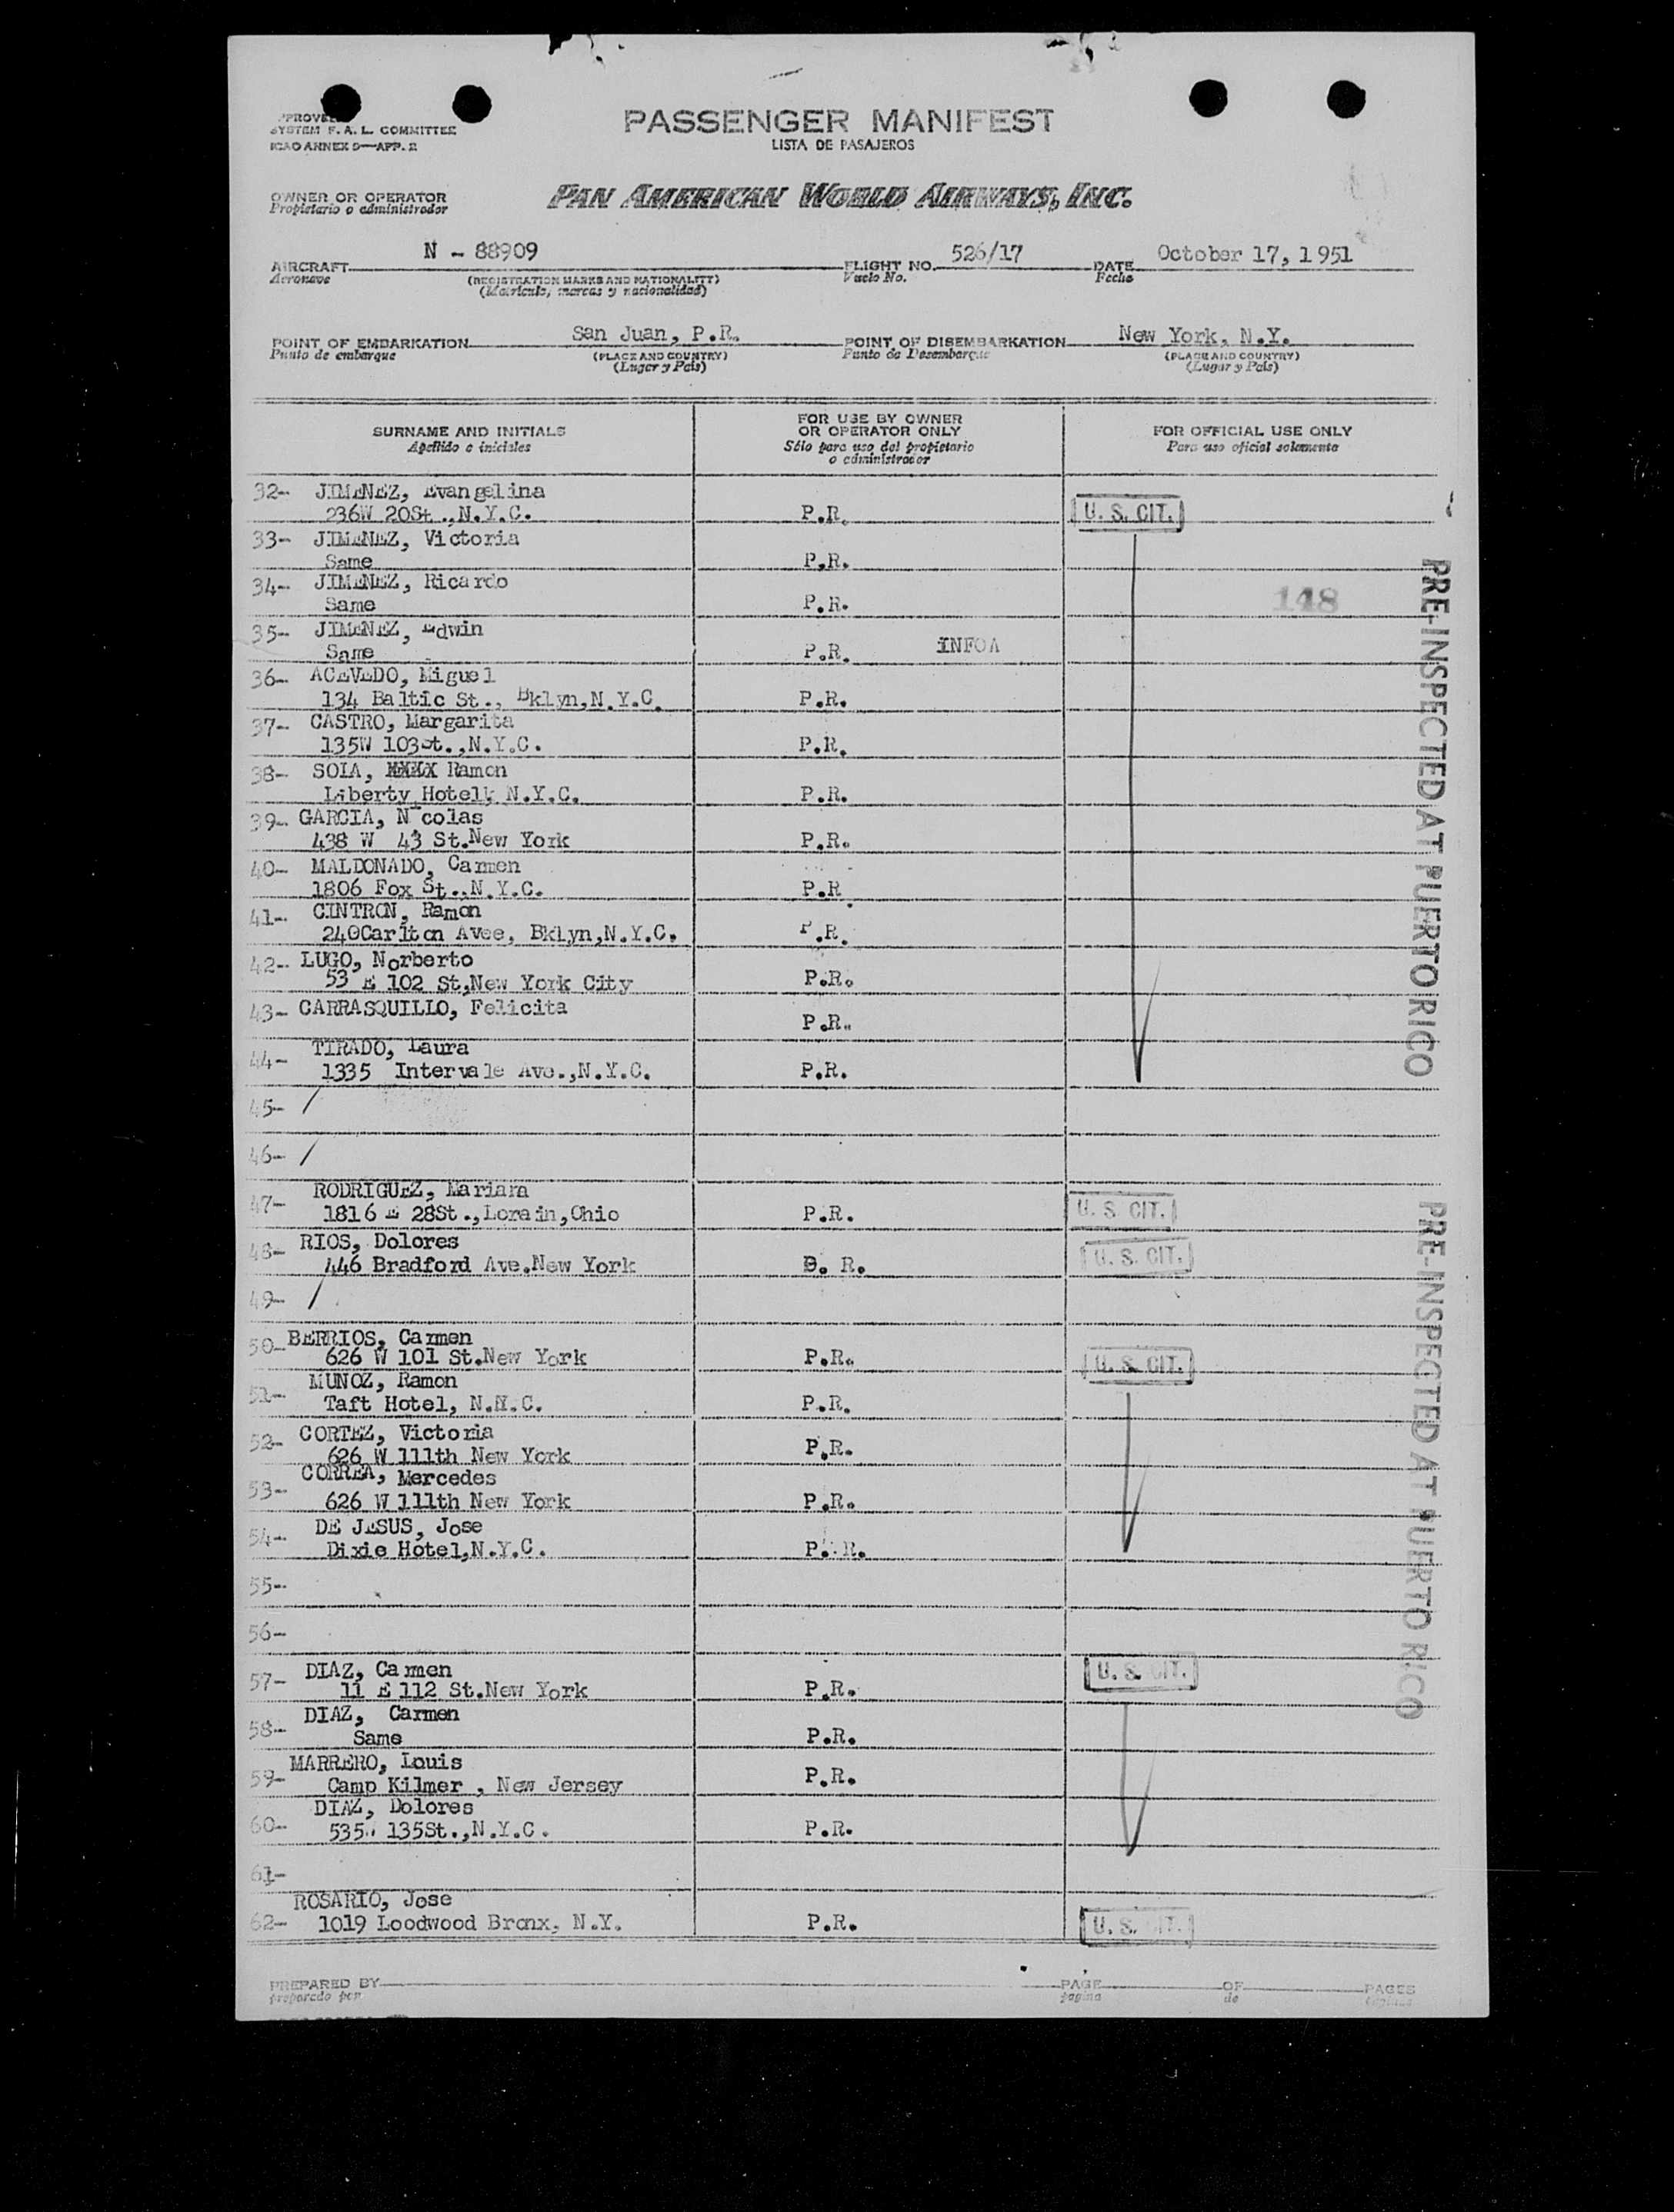 PASSENGER MANIFEST
LISTA DE PASAJEROS
SYSTEM F. A. L. COMMITTEE
ICAO ANNEX 9—APP. 2
OWNER OR OPERATOR
Propietario o administrador
PAN AMERICAN WORLD AIRWAYS, INC.
AIRCRAFT N - 88909 FLIGHT NO. 526/17 DATE October 17, 1951
Aeronave (REGISTRATION MARKS AND NATIONALITY) Vuelo No. Fecha
(Matricula, marcas y nacionalidad)
POINT OF EMBARKATION San Juan, P.R. POINT OF DISEMBARKATION New York, N.Y.
Punto de embarque (PLACE AND COUNTRY) Punto de Desembarque (PLACE AND COUNTRY)
(Lugar y Pais) (Lugar y Pais)
SURNAME AND INITIALS
Apellido e iniciales
FOR USE BY OWNER
OR OPERATOR ONLY
Sólo para uso del propietario
o administrador
FOR OFFICIAL USE ONLY
Para uso oficial solamente
32- JIMENEZ, Evangelina
236W 20St ., N.Y.C. P.R. U. S. CIT.
33- JIMENEZ, Victoria
Same P.R.
34- JIMENEZ, Ricardo 148
Same P.R.
35- JIMENEZ, Edwin
Same P.R. INFOA
36- ACEVEDO, Miguel
134 Baltic St., Bklyn,N.Y.C. P.R.
37- CASTRO, Margarita
135W 103St.,N.Y.C. P.R.
38- SOLA, Ramon
Liberty Hotel, N.Y.C. P.R.
39- GARCIA, N colas
438 W 43 St.New York P.R.
40- MALDONADO, Carmen
1806 Fox St.,N.Y.C. P.R
41- CINTRON, Ramon
240Carlton Avee, Bklyn,N.Y.C. P.R.
42- LUGO, Norberto
53 E 102 St,New York City P.R.
43- CARRASQUILLO, Felicita
P.R.
44- TIRADO, Laura
1335 Intervale Ave.,N.Y.C. P.R.
45- /
46- /
47- RODRIGUEZ, Mariam
1816 E 28St.,Lorain,Ohio P.R. U. S CIT.
48- RIOS, Dolores
446 Bradford Ave.New York R. U. S. CIT.
49- /
50- BERRIOS, Carmen
626 W 101 St.New York P.R. U. S. CIT.
51- MUNOZ, Ramon
Taft Hotel, P.R.
52- CORTEZ, Victoria
626 W 111th New York P.R.
53- CORREA, Mercedes
626 W 111th New York P.R.
54- DE JESUS, Jose
Dixie Hotel,N.Y.C. P. R.
55-
56-
57- DIAZ, Carmen
11 E 112 St.New York P.R. U. S. CIT.
58- DIAZ, Carmen
Same P.R.
59- MARRERO, Louis
Camp Kilmer , New Jersey P.R.
60- DIAZ, Dolores
135St.,N.Y.C. P.R.
61-
62- ROSARIO, Jose
1019 Loodwood Bronx, N.Y. P.R. U. S.
PRE-INSPECTED AT PUERTO RICO
PRE-INSPECTED AT PUERTO RICO
PREPARED BY PAGE OF PAGES
preparado por pagina de